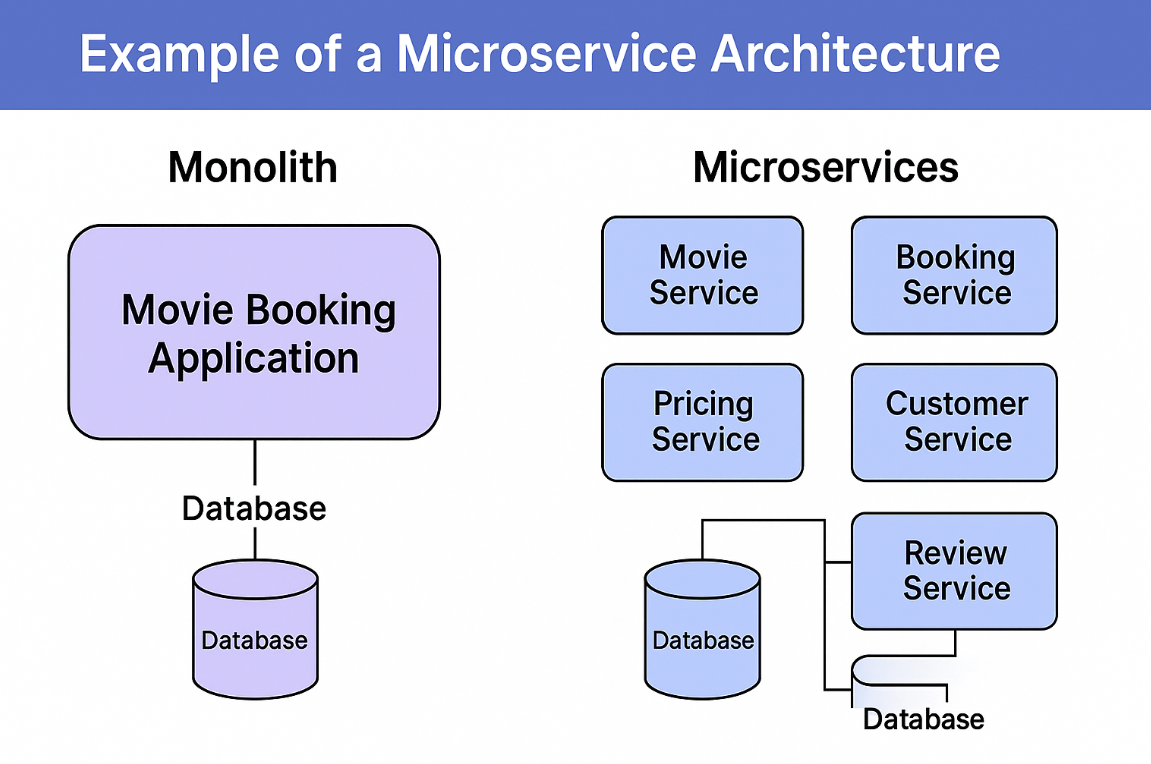 Example of a Microservice Architecture
Monolith
Movie Booking
Application
Database
Database
Microservices
Movie
Service
Booking
Service
Pricing
Service
Customer
Service
Review
Service
Database
Database